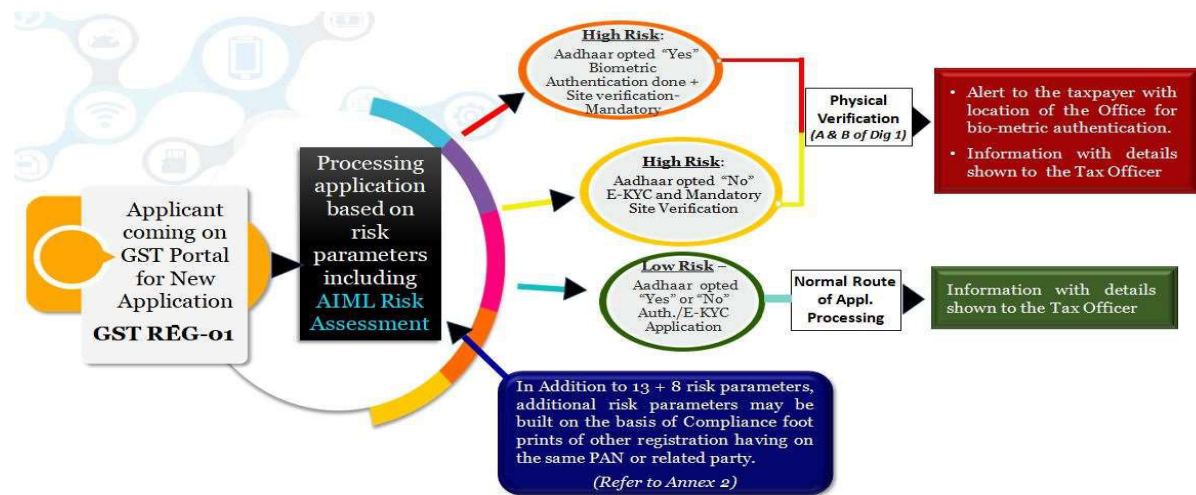 Applicant
coming on
GST Portal
for New
Application
GST REG-01
Processing
application
based on
risk
parameters
including
AIML Risk
Assessment
High Risk:
Aadhaar opted "Yes"
Biometric
Authentication done +
Site verification-
Mandatory
High Risk:
Aadhaar opted "No"
E-KYC and Mandatory
Site Verification
Low Risk –
Aadhaar opted
"Yes" or "No"
Auth./E-KYC
Application
Physical
Verification
(A & B of Dig 1)
Normal Route
of Appl.
Processing
• Alert to the taxpayer with
location of the Office for
bio-metric authentication.
• Information with details
shown to the Tax Officer
Information with details
shown to the Tax Officer
In Addition to 13 + 8 risk parameters,
additional risk parameters may be
built on the basis of Compliance foot
prints of other registration having on
the same PAN or related party.
(Refer to Annex 2)